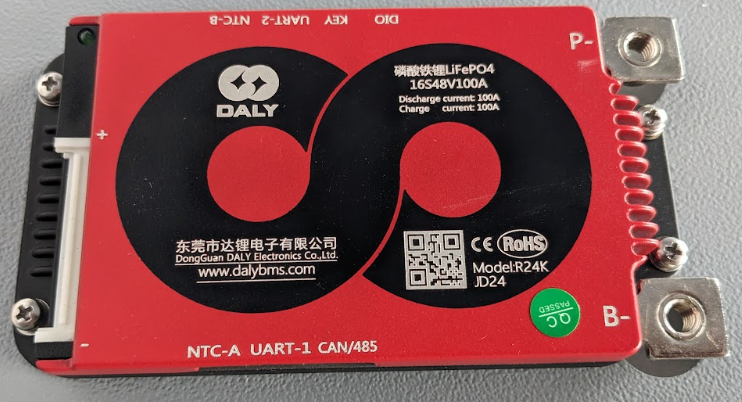 DIO KEY UART-2 NTC-B
P-
+
DALY
磷酸铁锂LiFePO4
16S48V100A
Discharge current: 100A
Charge current: 100A
东莞市达锂电子有限公司
DongGuan DALY Electronics Co.,Ltd.
www.dalybms.com
CE RoHS
Model:R24K
JD24
QC
PASSED
B-
-
NTC-A UART-1 CAN/485